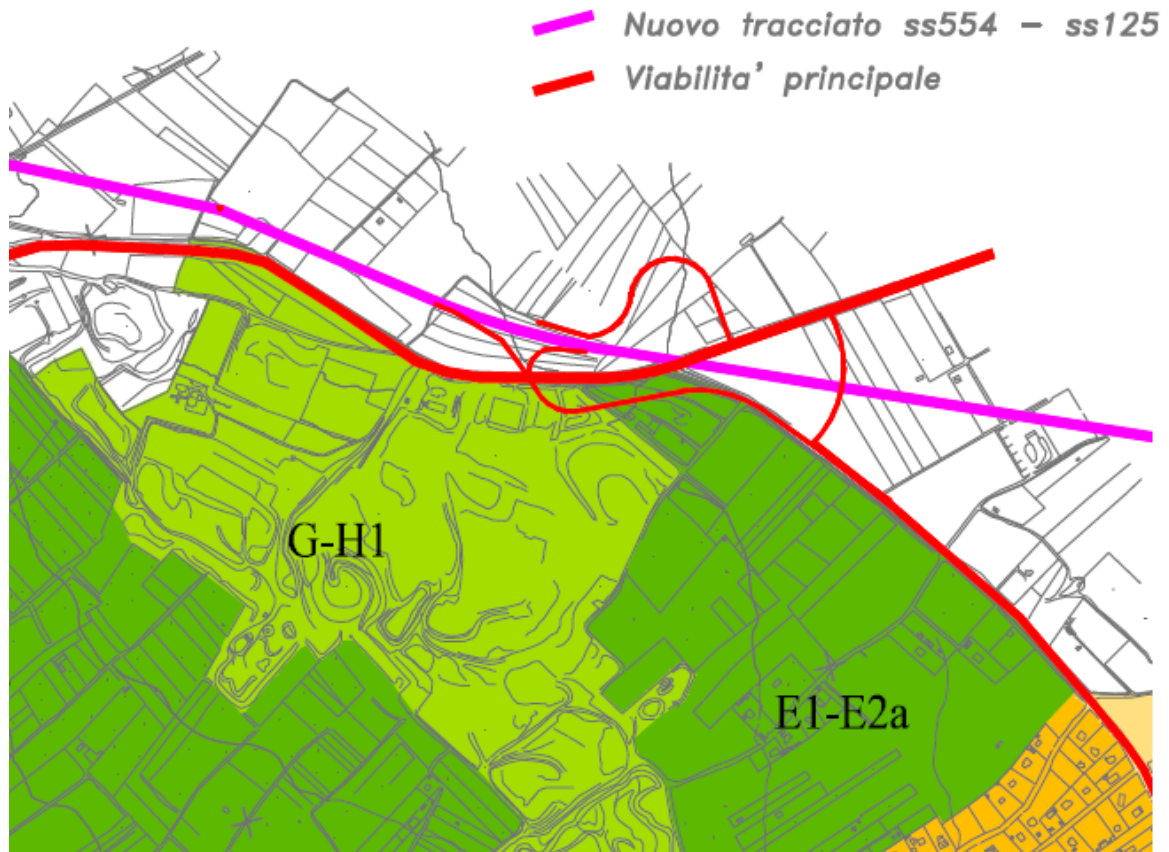 Nuovo tracciato ss554 – ss125
Viabilita' principale
G-H1
E1-E2a